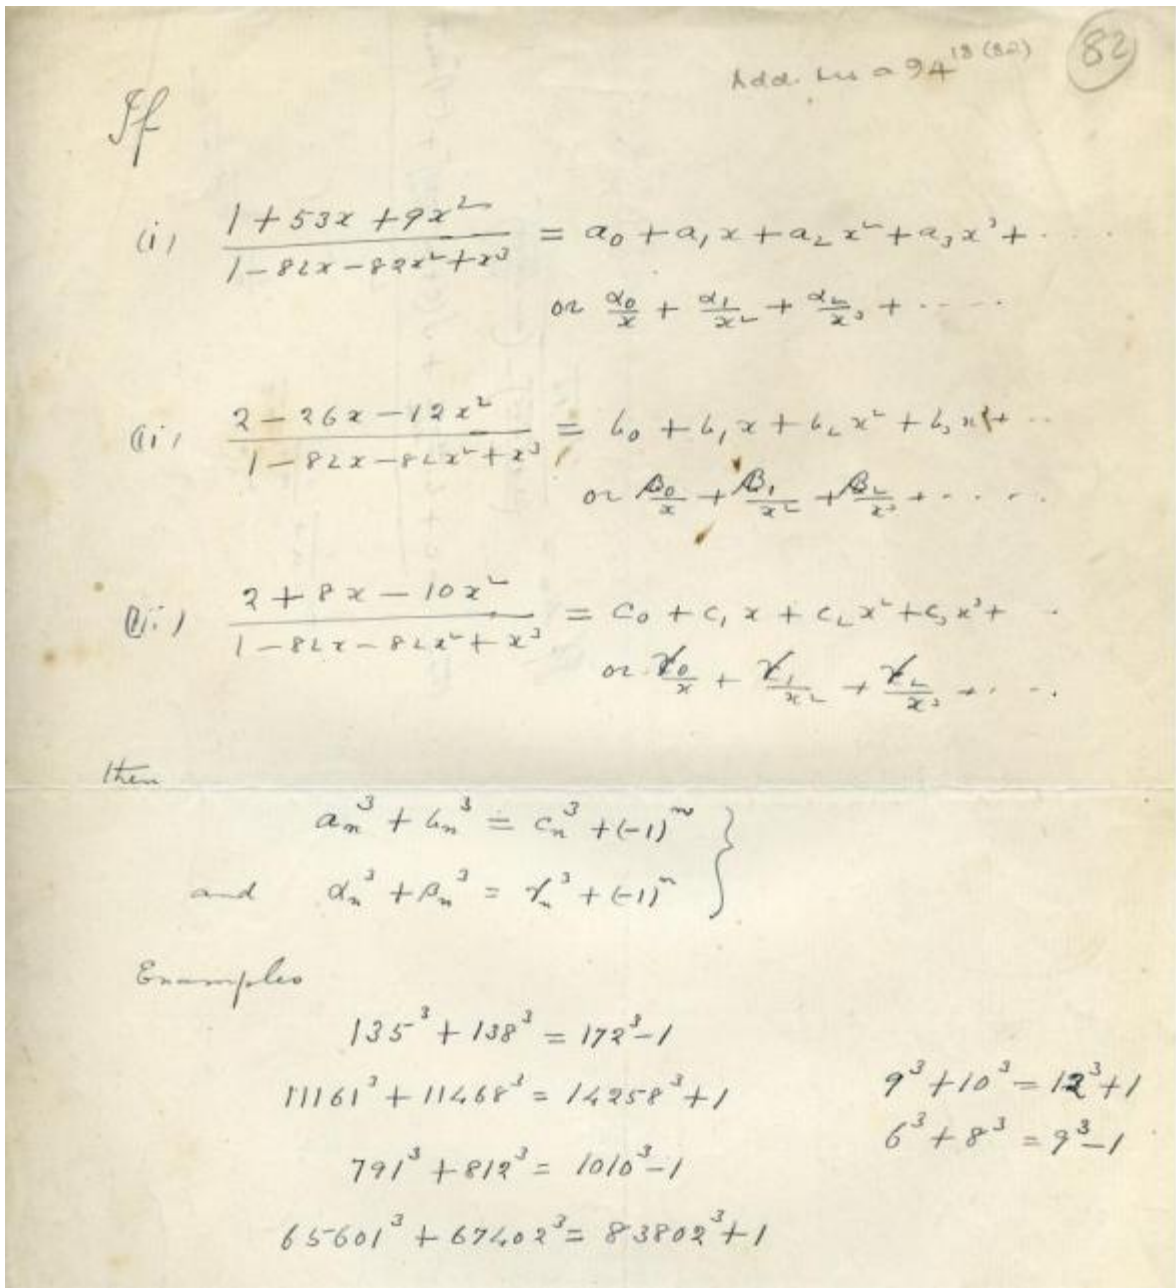 82
Add. Ms a 94^18 (82)
If
(i) (1 + 53x + 9x²)/(1 - 82x - 82x² + x³) = a₀ + a₁x + a₂x² + a₃x³ + ....
or α₀/x + α₁/x² + α₂/x³ + .....
(ii) (2 - 26x - 12x²)/(1 - 82x - 82x² + x³) = b₀ + b₁x + b₂x² + b₃x³ + ..
or β₀/x + β₁/x² + β₂/x³ + .....
(iii) (2 + 8x - 10x²)/(1 - 82x - 82x² + x³) = c₀ + c₁x + c₂x² + c₃x³ + .
or γ₀/x + γ₁/x² + γ₂/x³ + ....
then
aₙ³ + bₙ³ = cₙ³ + (-1)ⁿ }
and αₙ³ + βₙ³ = γₙ³ + (-1)ⁿ
Examples
135³ + 138³ = 172³ - 1
11161³ + 11468³ = 14258³ + 1
9³ + 10³ = 12³ + 1
6³ + 8³ = 9³ - 1
791³ + 812³ = 1010³ - 1
65601³ + 67402³ = 83802³ + 1